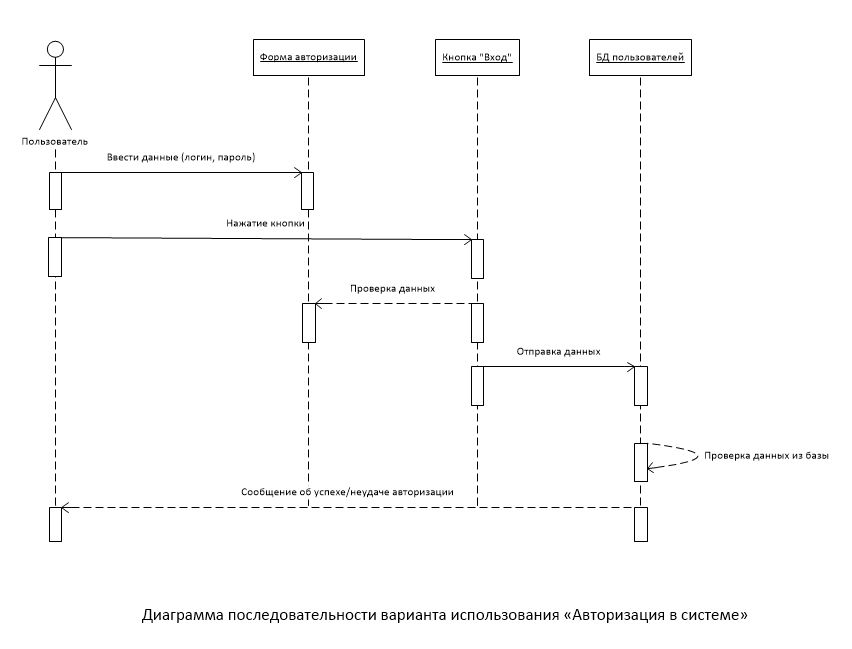 Форма авторизации
Кнопка "Вход"
БД пользователей
Пользователь
Ввести данные (логин, пароль)
Нажатие кнопки
Проверка данных
Отправка данных
Проверка данных из базы
Сообщение об успехе/неудаче авторизации
Диаграмма последовательности варианта использования «Авторизация в системе»